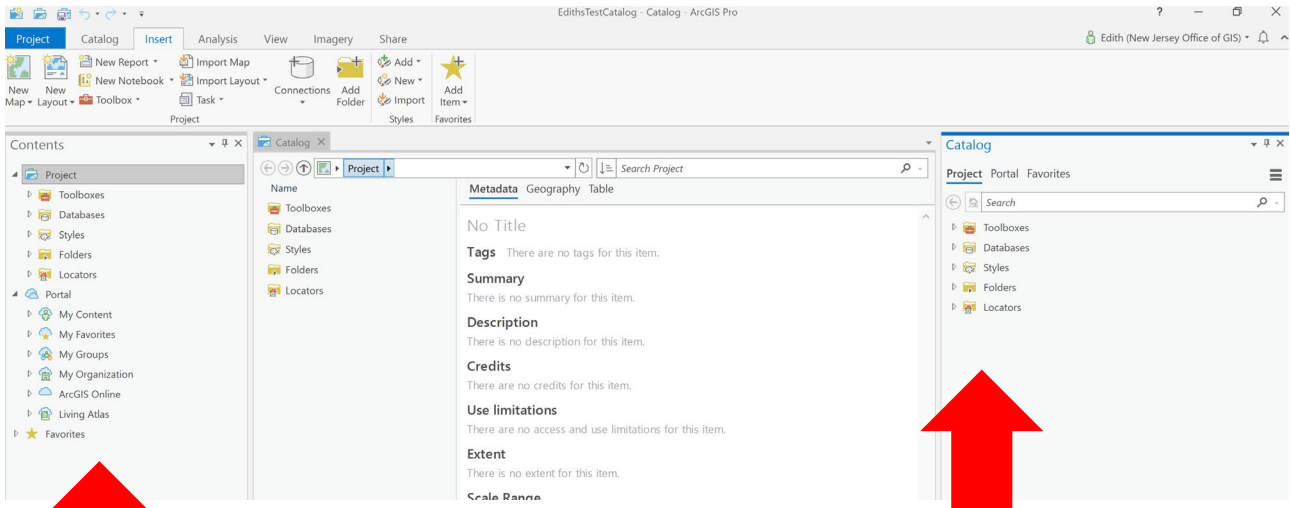 EdithsTestCatalog - Catalog - ArcGIS Pro
?
Project Catalog Insert Analysis View Imagery Share
Edith (New Jersey Office of GIS)
New Map
New Layout
New Report
New Notebook
Toolbox
Import Map
Import Layout
Task
Project
Connections
Add Folder
Add
New
Import
Styles
Add Item
Favorites
Contents
Project
Toolboxes
Databases
Styles
Folders
Locators
Portal
My Content
My Favorites
My Groups
My Organization
ArcGIS Online
Living Atlas
Favorites
Catalog
Project
Search Project
Name
Toolboxes
Databases
Styles
Folders
Locators
Metadata Geography Table
No Title
Tags There are no tags for this item.
Summary
There is no summary for this item.
Description
There is no description for this item.
Credits
There are no credits for this item.
Use limitations
There are no access and use limitations for this item.
Extent
There is no extent for this item.
Scale Range
Catalog
Project Portal Favorites
Search
Toolboxes
Databases
Styles
Folders
Locators